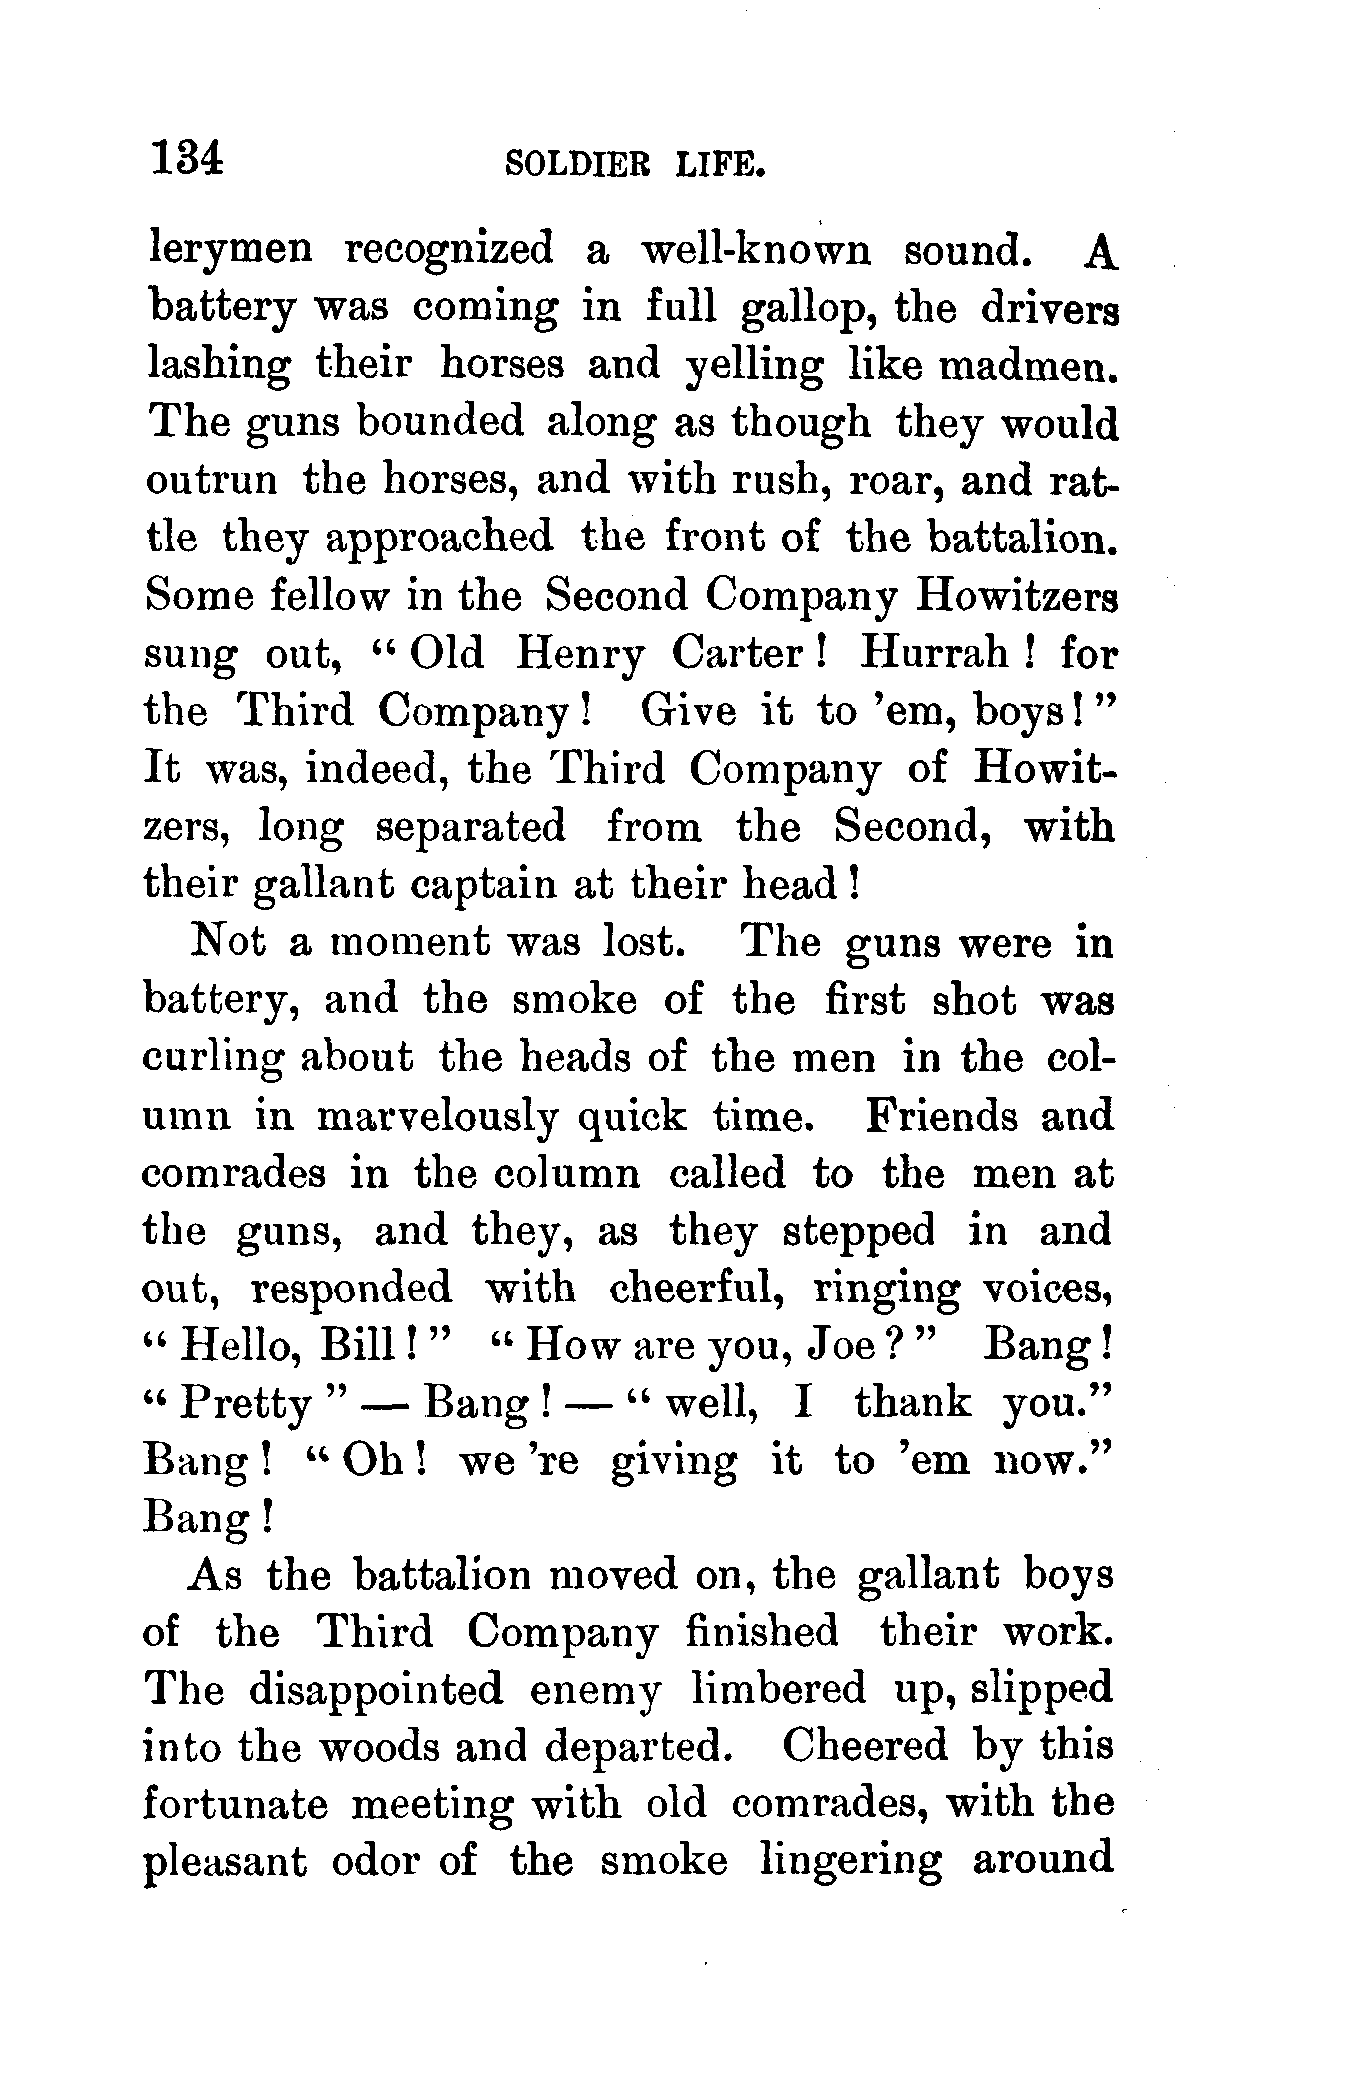 134 SOLDIER LIFE.
lerymen recognized a well-known sound. A
battery was coming in full gallop, the drivers
lashing their horses and yelling like madmen.
The guns bounded along as though they would
outrun the horses, and with rush, roar, and rat-
tle they approached the front of the battalion.
Some fellow in the Second Company Howitzers
sung out, “ Old Henry Carter ! Hurrah ! for
the Third Company ! Give it to ’em, boys ! ”
It was, indeed, the Third Company of Howit-
zers, long separated from the Second, with
their gallant captain at their head !
Not a moment was lost. The guns were in
battery, and the smoke of the first shot was
curling about the heads of the men in the col-
umn in marvelously quick time. Friends and
comrades in the column called to the men at
the guns, and they, as they stepped in and
out, responded with cheerful, ringing voices,
“ Hello, Bill ! ” “ How are you, Joe ? ” Bang !
“ Pretty ” — Bang ! — “ well, I thank you.”
Bang ! “ Oh ! we ’re giving it to ’em now.”
Bang !
As the battalion moved on, the gallant boys
of the Third Company finished their work.
The disappointed enemy limbered up, slipped
into the woods and departed. Cheered by this
fortunate meeting with old comrades, with the
pleasant odor of the smoke lingering around